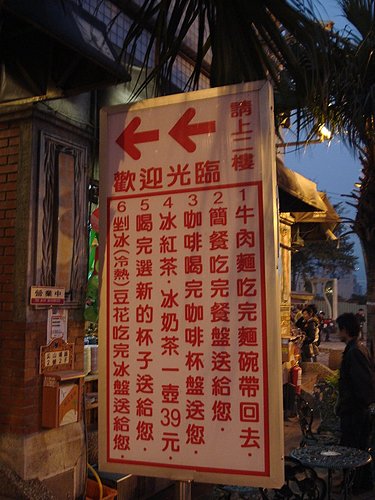 請上二樓
歡迎光臨
1牛肉麵吃完麵碗帶回去.
2簡餐吃完餐盤送給您.
3咖啡喝完咖啡杯盤送給您.
4冰紅茶.冰奶茶一壺39元.
5喝完選新的杯子送給您.
6剉冰(冷熱)豆花吃完冰盤送給您.
營業中